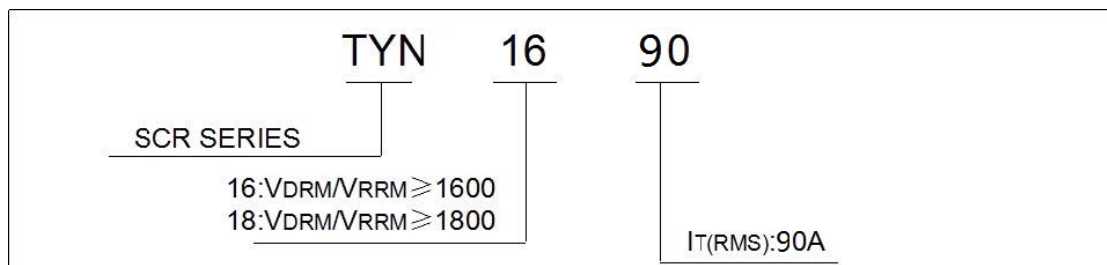 TYN 16 90
SCR SERIES
16:VDRM/VRRM≥1600
18:VDRM/VRRM≥1800
IT(RMS):90A